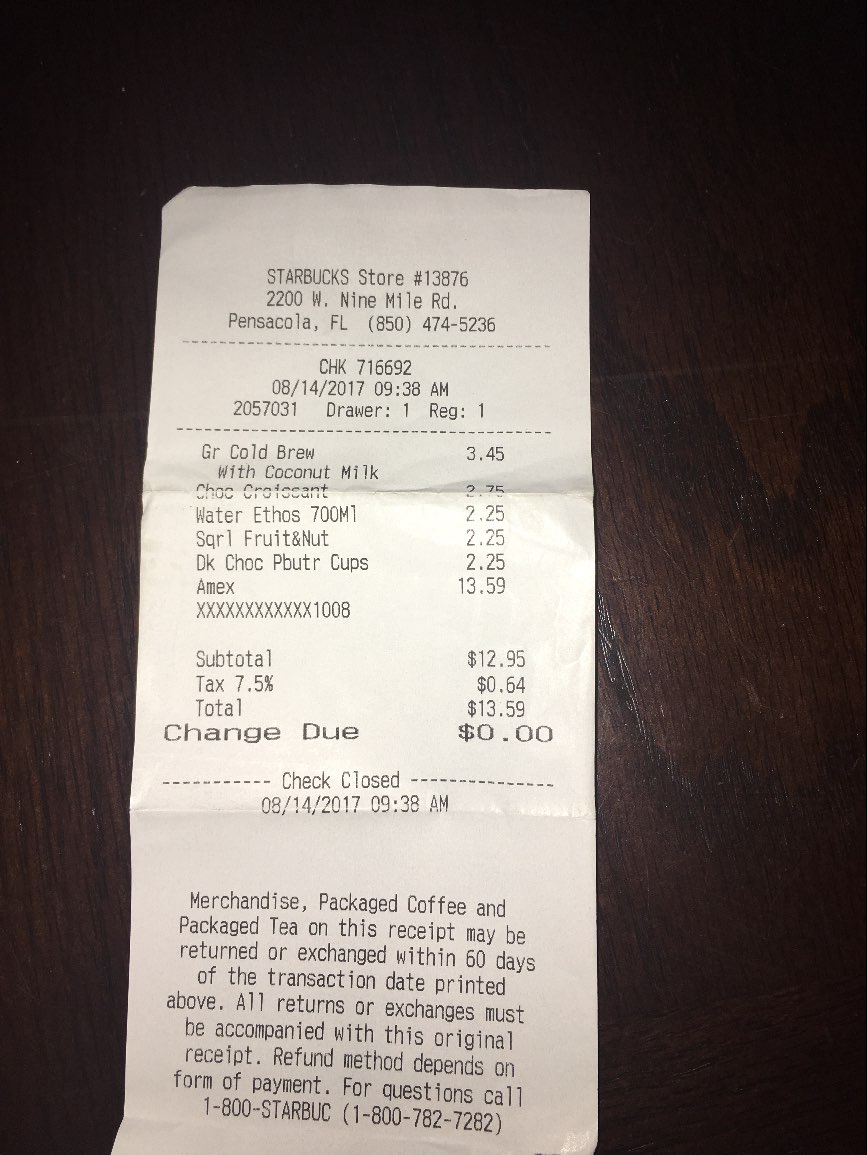 STARBUCKS Store #13876
2200 W. Nine Mile Rd.
Pensacola, FL (850) 474-5236
--------------------------------------
CHK 716692
08/14/2017 09:38 AM
2057031 Drawer: 1 Reg: 1
--------------------------------------
Gr Cold Brew 3.45
With Coconut Milk
Choc Croissant 2.75
Water Ethos 700Ml 2.25
Sqrl Fruit&Nut 2.25
Dk Choc Pbutr Cups 2.25
Amex 13.59
XXXXXXXXXXXX1008
Subtotal $12.95
Tax 7.5% $0.64
Total $13.59
Change Due $0.00
----------- Check Closed ---------------
08/14/2017 09:38 AM
Merchandise, Packaged Coffee and
Packaged Tea on this receipt may be
returned or exchanged within 60 days
of the transaction date printed
above. All returns or exchanges must
be accompanied with this original
receipt. Refund method depends on
form of payment. For questions call
1-800-STARBUC (1-800-782-7282)